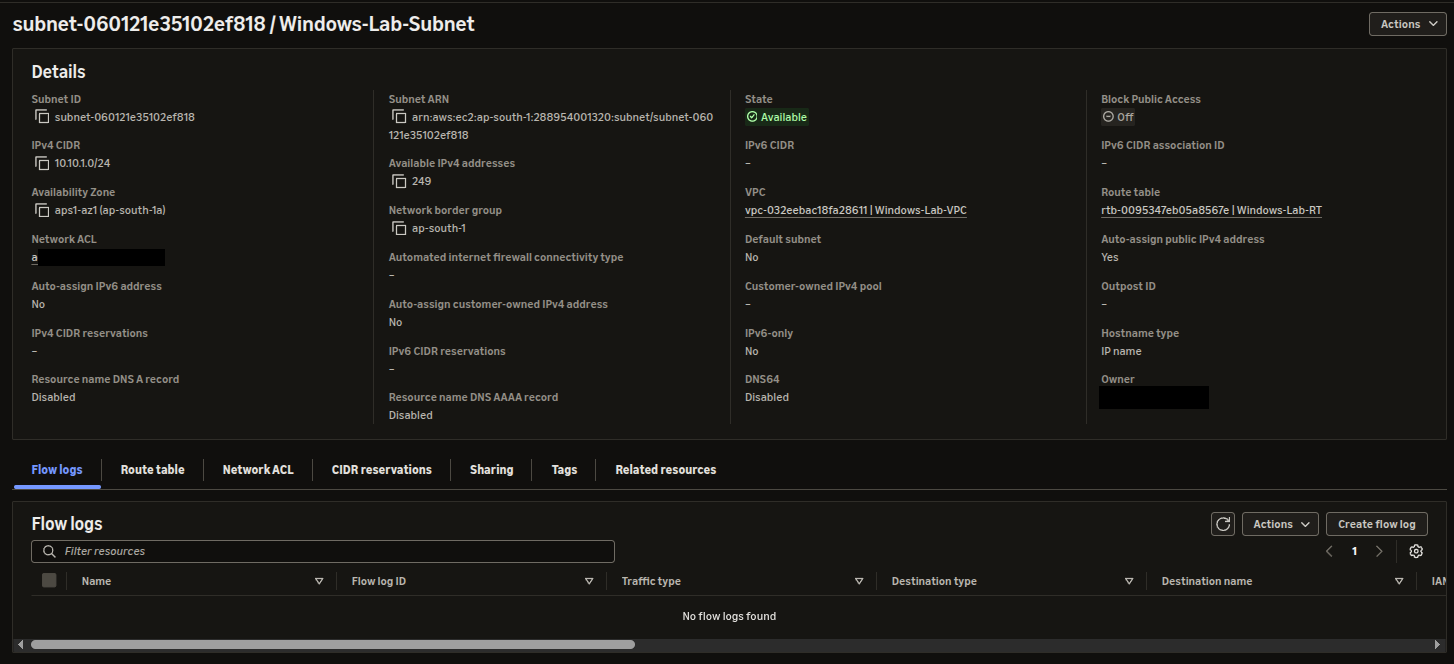 subnet-060121e35102ef818 / Windows-Lab-Subnet
Actions
Details
Subnet ID
subnet-060121e35102ef818
IPv4 CIDR
10.10.1.0/24
Availability Zone
aps1-az1 (ap-south-1a)
Network ACL
a
Auto-assign IPv6 address
No
IPv4 CIDR reservations
–
Resource name DNS A record
Disabled
Subnet ARN
arn:aws:ec2:ap-south-1:288954001320:subnet/subnet-060
121e35102ef818
Available IPv4 addresses
249
Network border group
ap-south-1
Automated internet firewall connectivity type
–
Auto-assign customer-owned IPv4 address
No
IPv6 CIDR reservations
–
Resource name DNS AAAA record
Disabled
State
Available
IPv6 CIDR
–
VPC
vpc-032eebac18fa28611 | Windows-Lab-VPC
Default subnet
No
Customer-owned IPv4 pool
–
IPv6-only
No
DNS64
Disabled
Block Public Access
Off
IPv6 CIDR association ID
–
Route table
rtb-0095347eb05a8567e | Windows-Lab-RT
Auto-assign public IPv4 address
Yes
Outpost ID
–
Hostname type
IP name
Owner
Flow logs Route table Network ACL CIDR reservations Sharing Tags Related resources
Flow logs
Actions Create flow log
Filter resources
1
Name Flow log ID Traffic type Destination type Destination name IAM
No flow logs found